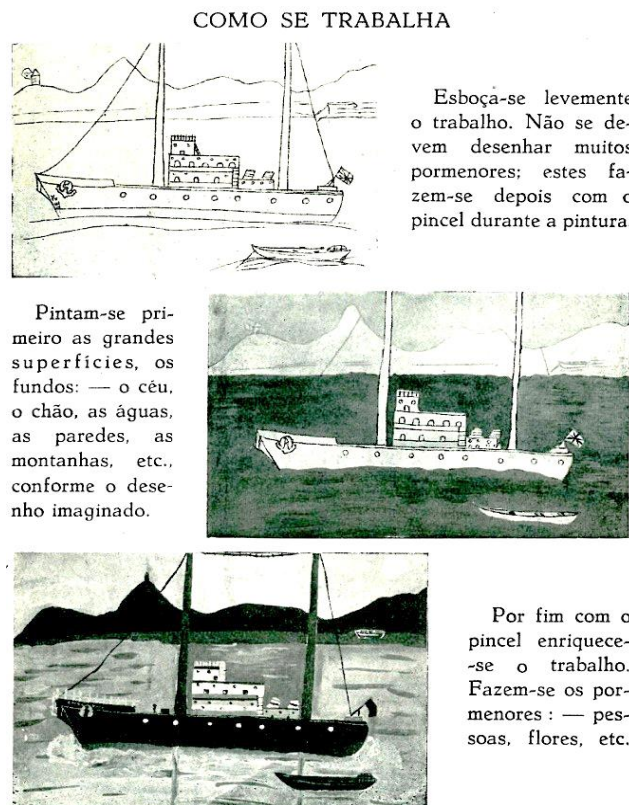 COMO SE TRABALHA
Esboça-se levemente
o trabalho. Não se de-
vem desenhar muitos
pormenores; estes fa-
zem-se depois com o
pincel durante a pintura
Pintam-se pri-
meiro as grandes
superfícies, os
fundos: — o céu,
o chão, as águas,
as paredes, as
montanhas, etc.,
conforme o dese-
nho imaginado.
Por fim com o
pincel enriquece-
-se o trabalho.
Fazem-se os por-
menores : — pes-
soas, flores, etc.